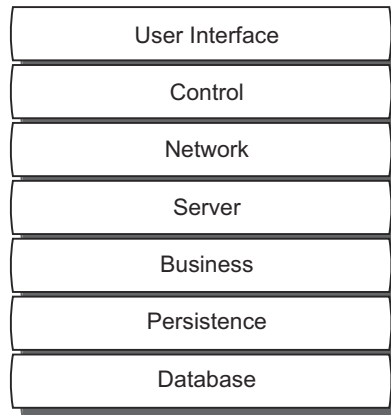 User Interface
Control
Network
Server
Business
Persistence
Database